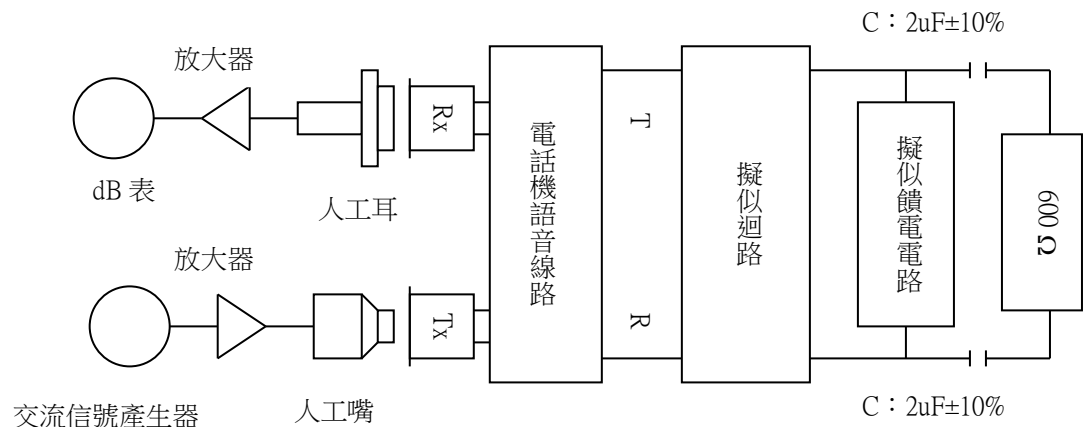 C：2uF±10%
放大器
Rx
電話機語音線路
T
擬似迴路
擬似饋電電路
600 Ω
dB 表
人工耳
放大器
Tx
R
交流信號產生器
人工嘴
C：2uF±10%